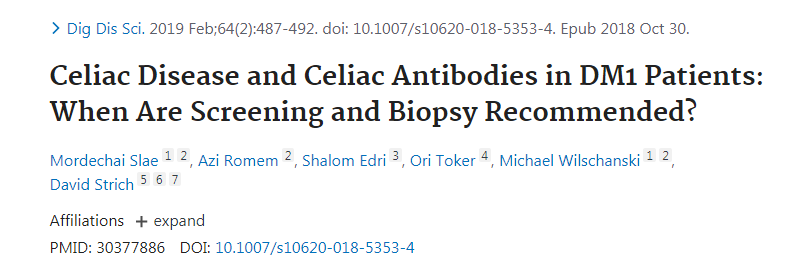 > Dig Dis Sci. 2019 Feb;64(2):487-492. doi: 10.1007/s10620-018-5353-4. Epub 2018 Oct 30.
Celiac Disease and Celiac Antibodies in DM1 Patients:
When Are Screening and Biopsy Recommended?
Mordechai Slae 1 2, Azi Romem 2, Shalom Edri 3, Ori Toker 4, Michael Wilschanski 1 2,
David Strich 5 6 7
Affiliations + expand
PMID: 30377886 DOI: 10.1007/s10620-018-5353-4